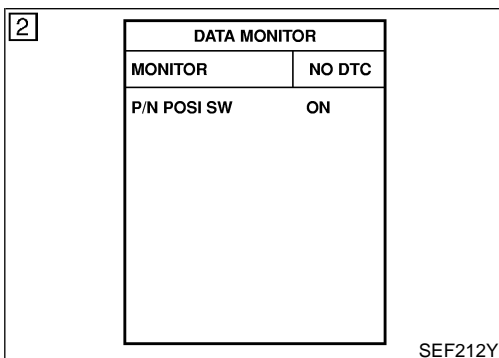 2
DATA MONITOR
MONITOR NO DTC
P/N POSI SW ON
SEF212Y